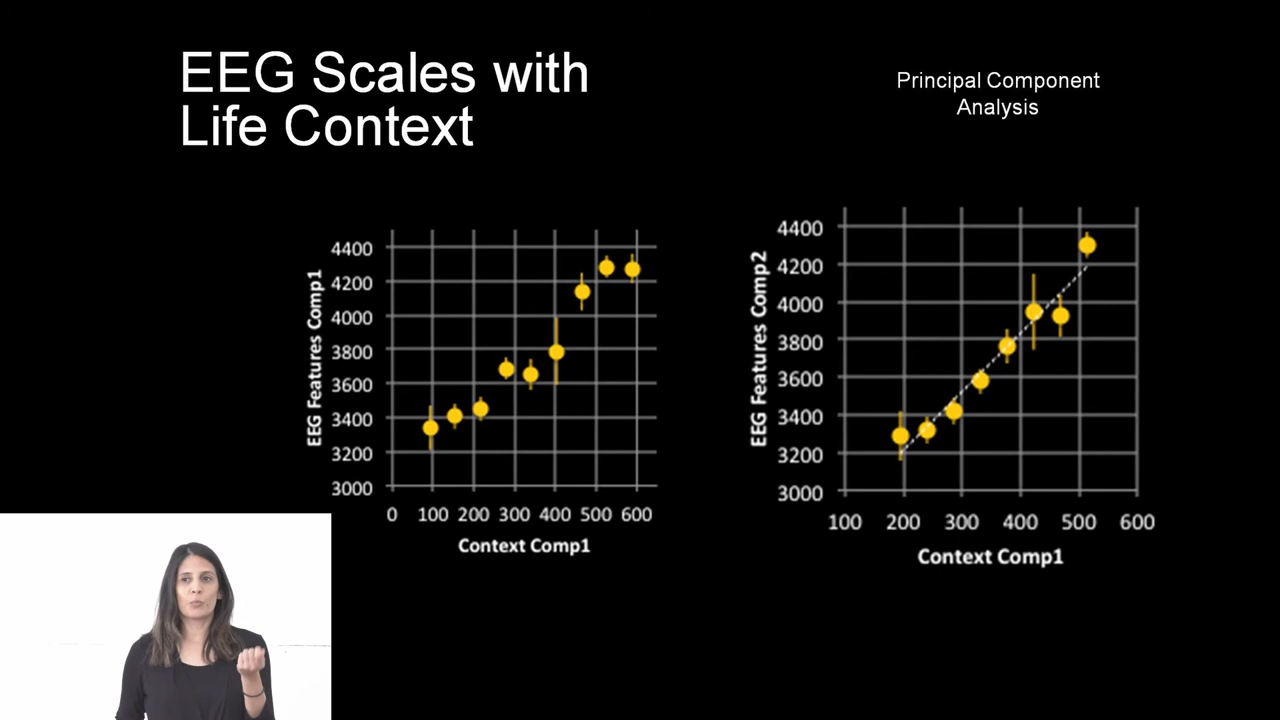 EEG Scales with
Life Context
Principal Component
Analysis
EEG Features Comp1
4400
4200
4000
3800
3600
3400
3200
3000
0 100 200 300 400 500 600
Context Comp1
EEG Features Comp2
4400
4200
4000
3800
3600
3400
3200
3000
100 200 300 400 500 600
Context Comp1